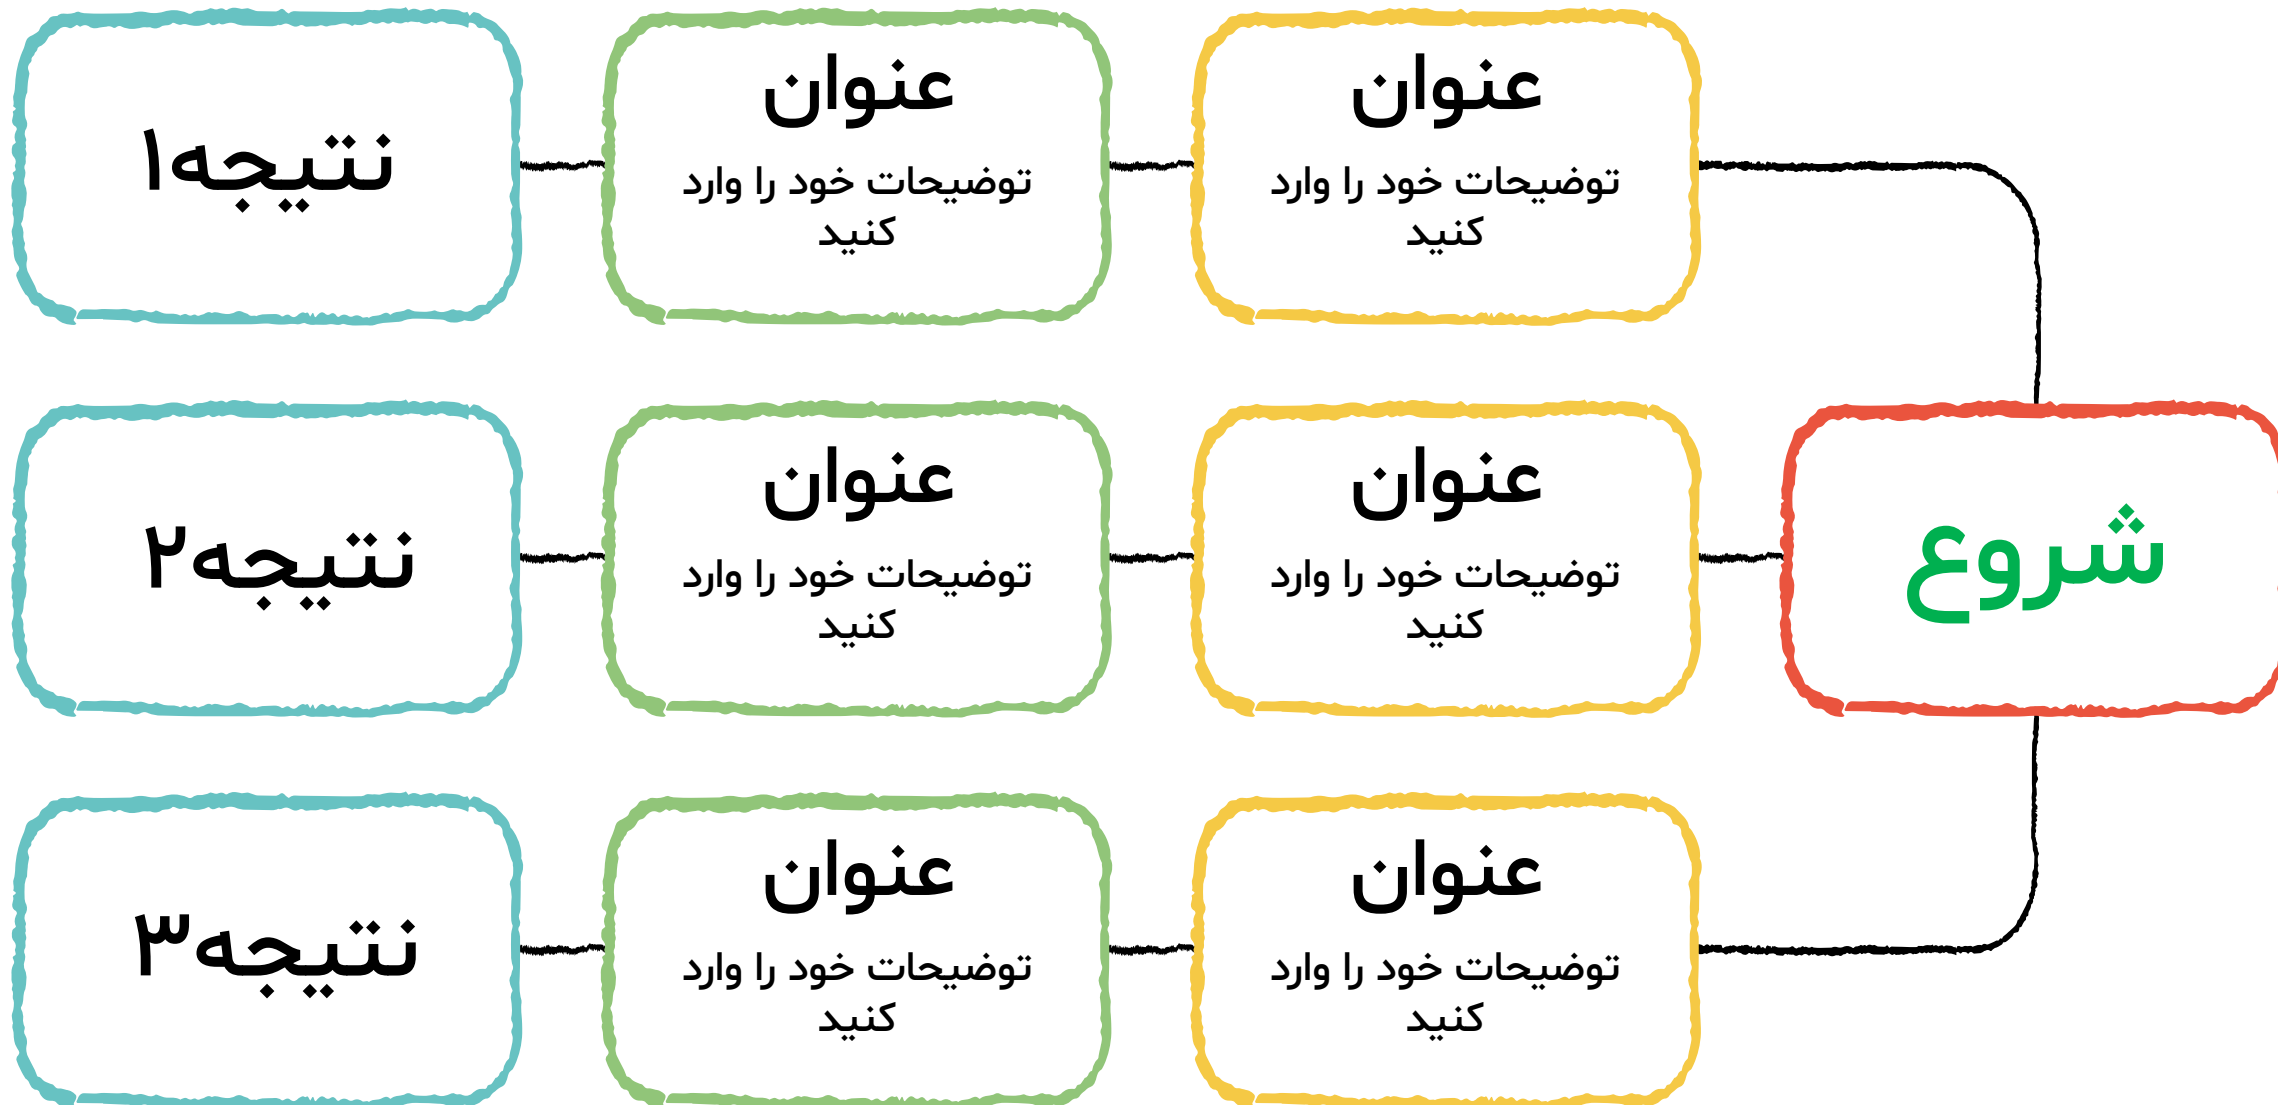 عنوان
توضیحات خود را وارد
کنید
عنوان
توضیحات خود را وارد
کنید
نتیجه۱
شروع
عنوان
توضیحات خود را وارد
کنید
عنوان
توضیحات خود را وارد
کنید
نتیجه۲
عنوان
توضیحات خود را وارد
کنید
عنوان
توضیحات خود را وارد
کنید
نتیجه۳